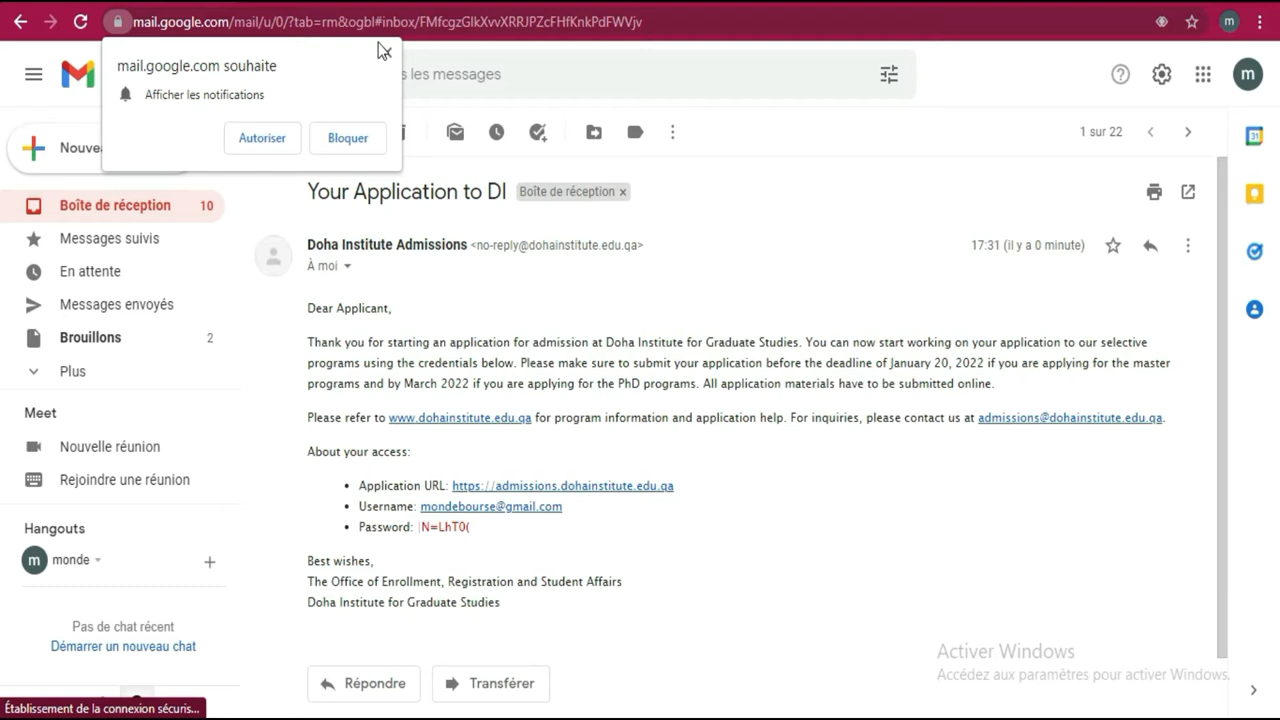 mail.google.com/mail/u/0/?tab=rm&ogbl#inbox/FMfcgzGlkXvvXRRJPZcFHfKnkPdFWVjv
m
mail.google.com souhaite
Afficher les notifications
Autoriser
Bloquer
les messages
m
Nouve
1 sur 22
Boîte de réception 10
Messages suivis
En attente
Messages envoyés
Brouillons 2
Plus
Meet
Nouvelle réunion
Rejoindre une réunion
Hangouts
m monde
Pas de chat récent
Démarrer un nouveau chat
Your Application to DI Boîte de réception ×
Doha Institute Admissions <no-reply@dohainstitute.edu.qa> 17:31 (il y a 0 minute)
À moi
Dear Applicant,
Thank you for starting an application for admission at Doha Institute for Graduate Studies. You can now start working on your application to our selective
programs using the credentials below. Please make sure to submit your application before the deadline of January 20, 2022 if you are applying for the master
programs and by March 2022 if you are applying for the PhD programs. All application materials have to be submitted online.
Please refer to www.dohainstitute.edu.qa for program information and application help. For inquiries, please contact us at admissions@dohainstitute.edu.qa.
About your access:
• Application URL: https://admissions.dohainstitute.edu.qa
• Username: mondebourse@gmail.com
• Password: |N=LhT0(
Best wishes,
The Office of Enrollment, Registration and Student Affairs
Doha Institute for Graduate Studies
Répondre
Transférer
Activer Windows
Accédez aux paramètres pour activer Windows.
Établissement de la connexion sécuris...